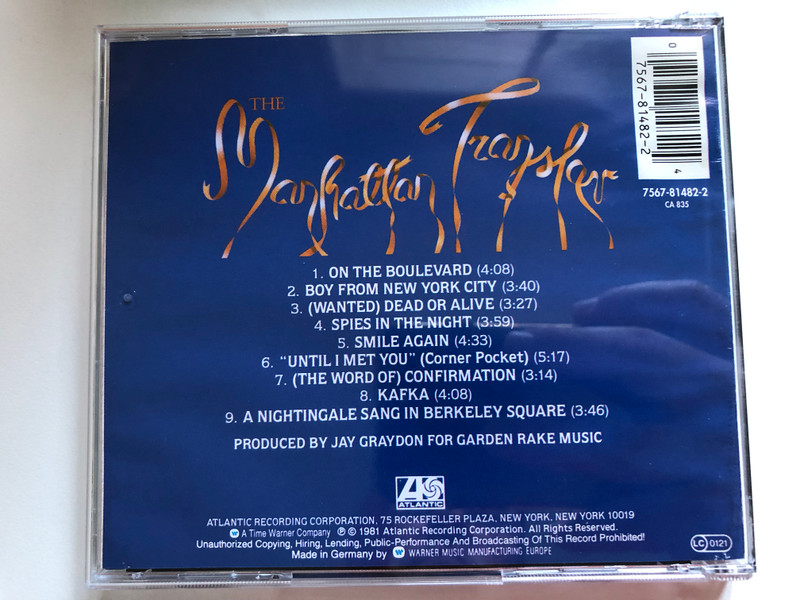 THE
Manhattan Transfer
0
7567-81482-2
4
7567-81482-2
CA 835
1. ON THE BOULEVARD (4:08)
2. BOY FROM NEW YORK CITY (3:40)
3. (WANTED) DEAD OR ALIVE (3:27)
4. SPIES IN THE NIGHT (3:59)
5. SMILE AGAIN (4:33)
6. "UNTIL I MET YOU" (Corner Pocket) (5:17)
7. (THE WORD OF) CONFIRMATION (3:14)
8. KAFKA (4:08)
9. A NIGHTINGALE SANG IN BERKELEY SQUARE (3:46)
PRODUCED BY JAY GRAYDON FOR GARDEN RAKE MUSIC
ATLANTIC
ATLANTIC RECORDING CORPORATION, 75 ROCKEFELLER PLAZA, NEW YORK, NEW YORK 10019
A Time Warner Company ℗ © 1981 Atlantic Recording Corporation. All Rights Reserved.
Unauthorized Copying, Hiring, Lending, Public-Performance And Broadcasting Of This Record Prohibited!
Made in Germany by WARNER MUSIC MANUFACTURING EUROPE
LC 0121